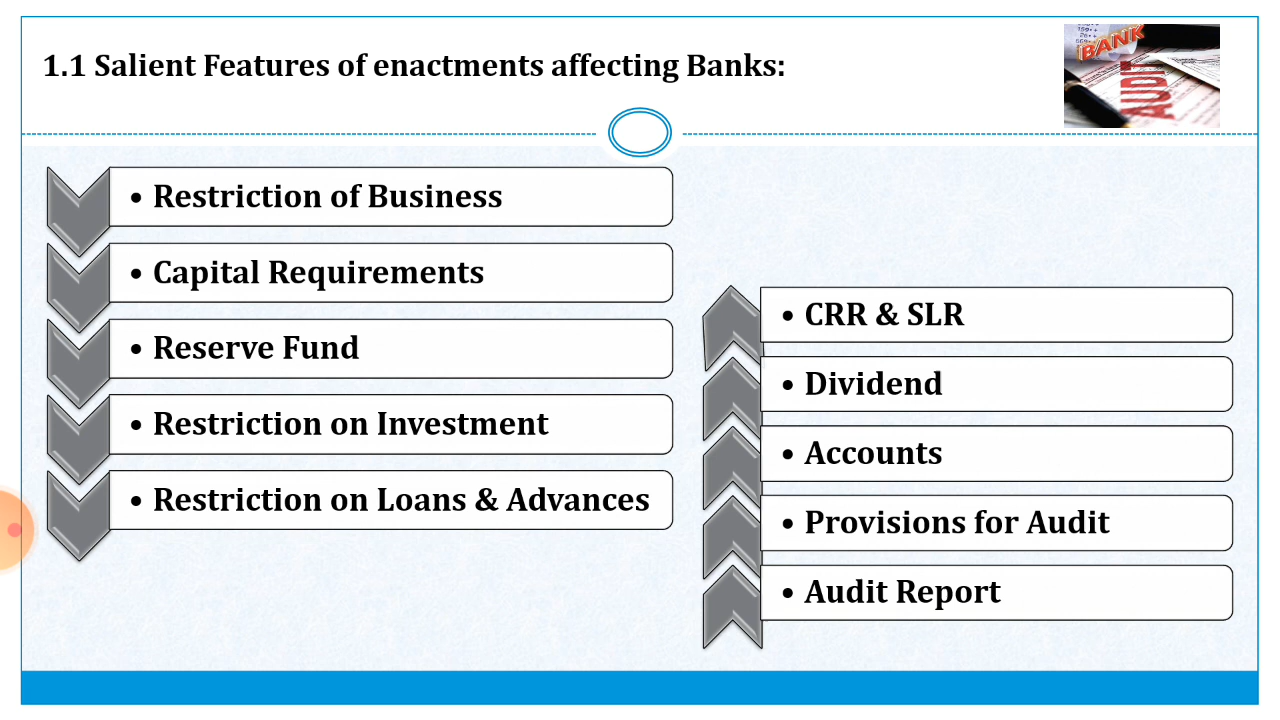 1.1 Salient Features of enactments affecting Banks:
BANK
AUDIT
• Restriction of Business
• Capital Requirements
• Reserve Fund
• Restriction on Investment
• Restriction on Loans & Advances
• CRR & SLR
• Dividend
• Accounts
• Provisions for Audit
• Audit Report